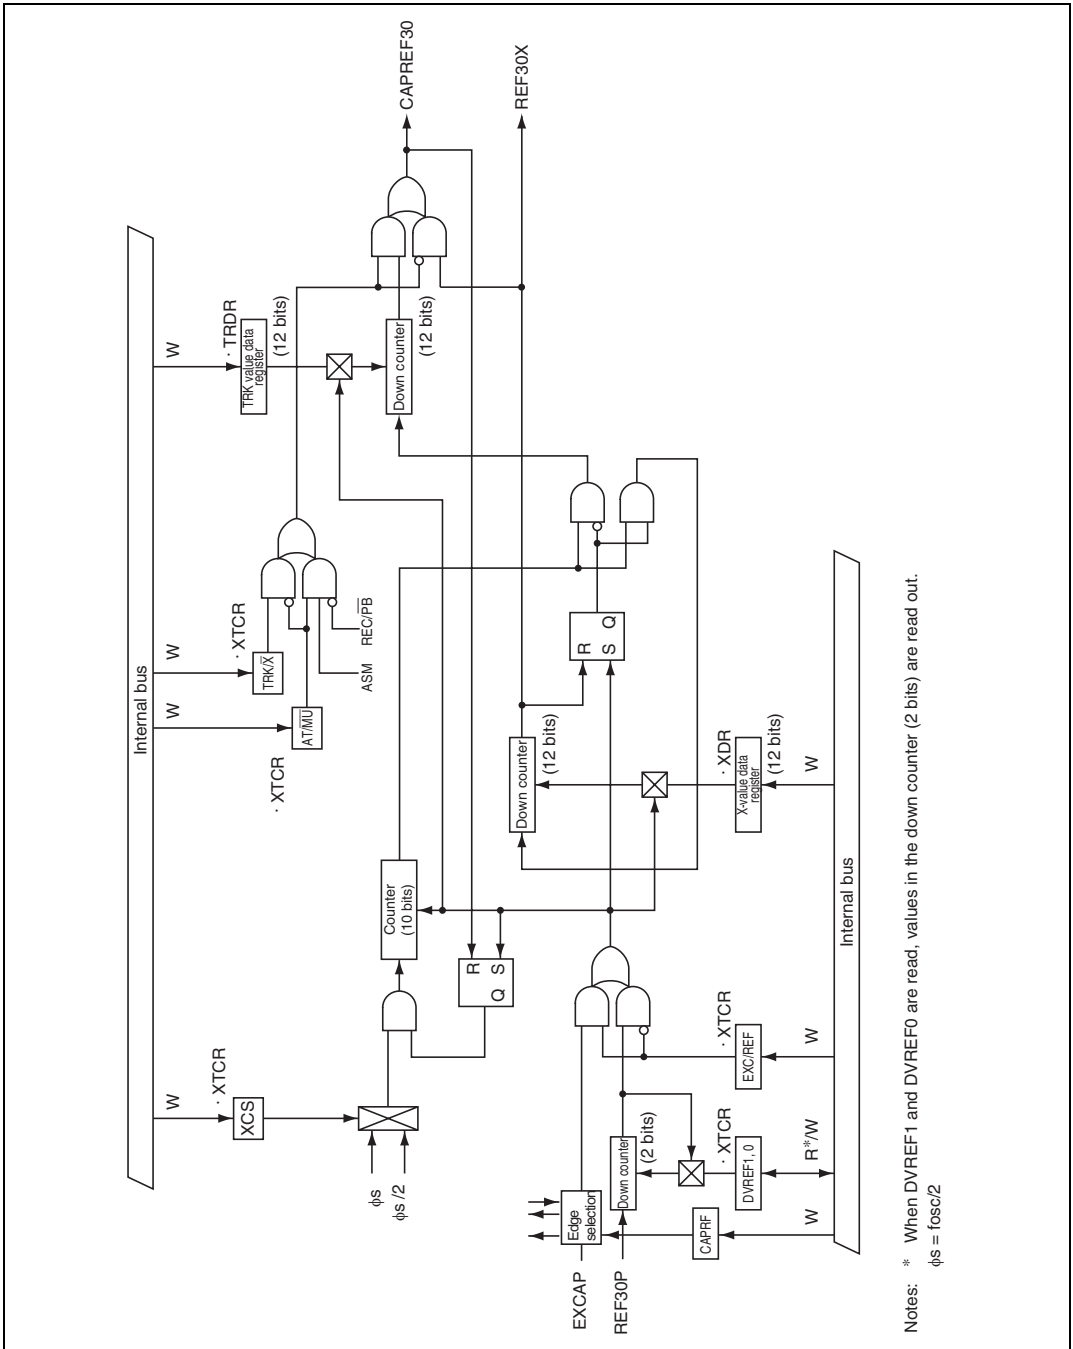 Internal bus
W
W
W
W
· XTCR
XCS
φs
φs /2
· XTCR
AT/M̅U̅
· XTCR
TRK/X̅
ASM
REC/P̅B̅
· TRDR
TRK value data
register
(12 bits)
Down counter
(12 bits)
CAPREF30
REF30X
Counter
(10 bits)
R
S
Q
R
S
Q
Down counter
(12 bits)
· XDR
X-value data
register
(12 bits)
W
EXCAP
REF30P
Edge
selection
Down counter
(2 bits)
CAPRF
W
· XTCR
DVREF1, 0
R*/W
· XTCR
EXC/REF
W
Internal bus
Notes: * When DVREF1 and DVREF0 are read, values in the down counter (2 bits) are read out.
φs = fosc/2